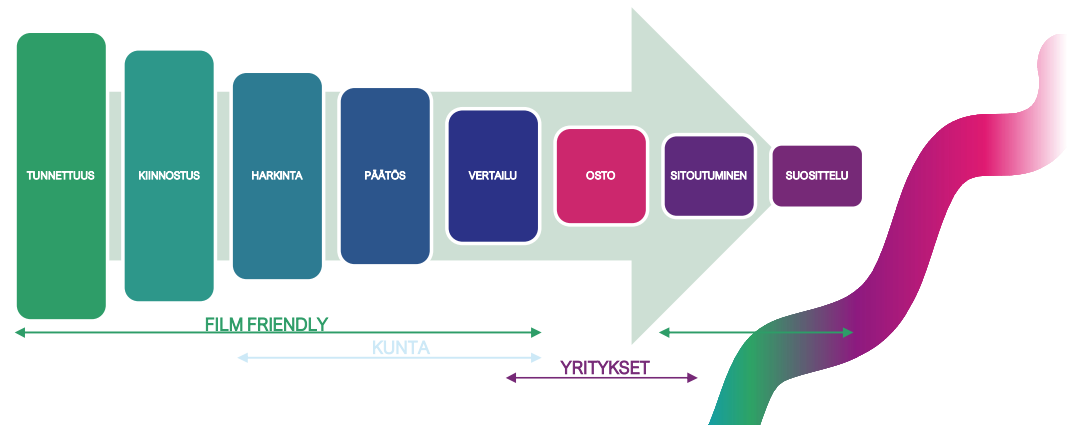 TUNNETTUUS
KIINNOSTUS
HARKINTA
PÄÄTÖS
VERTAILU
OSTO
SITOUTUMINEN
SUOSITTELU
FILM FRIENDLY
KUNTA
YRITYKSET